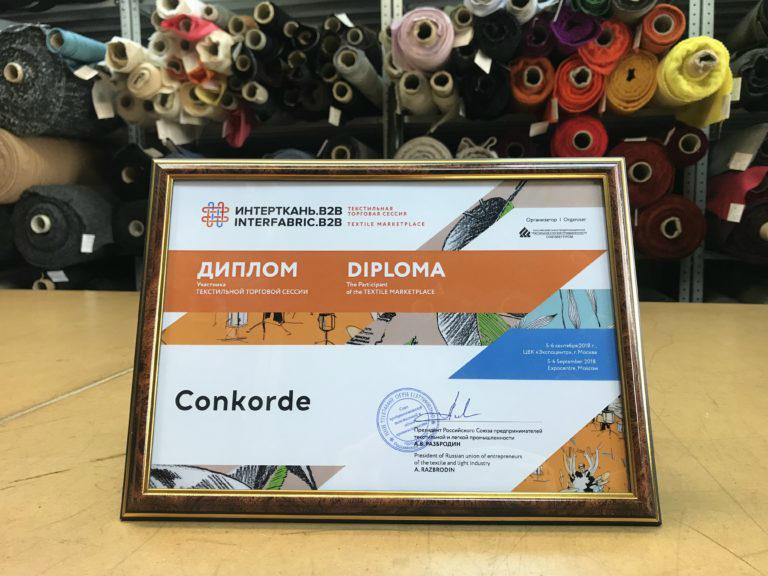 ИНТЕРТКАНЬ.B2B ТЕКСТИЛЬНАЯ ТОРГОВАЯ СЕССИЯ
INTERFABRIC.B2B TEXTILE MARKETPLACE
Организатор | Organiser
ДИПЛОМ
Участника
ТЕКСТИЛЬНОЙ ТОРГОВОЙ СЕССИИ
DIPLOMA
The Participant
of the TEXTILE MARKETPLACE
5-6 сентября 2018 г.,
ЦВК «Экспоцентр», г. Москва
5-6 September 2018
Expocentre, Moscow
Conkorde
Президент Российского Союза предпринимателей
текстильной и легкой промышленности
А.В. РАЗБРОДИН
President of Russian union of entrepreneurs
of the textile and light industry
A. RAZBRODIN